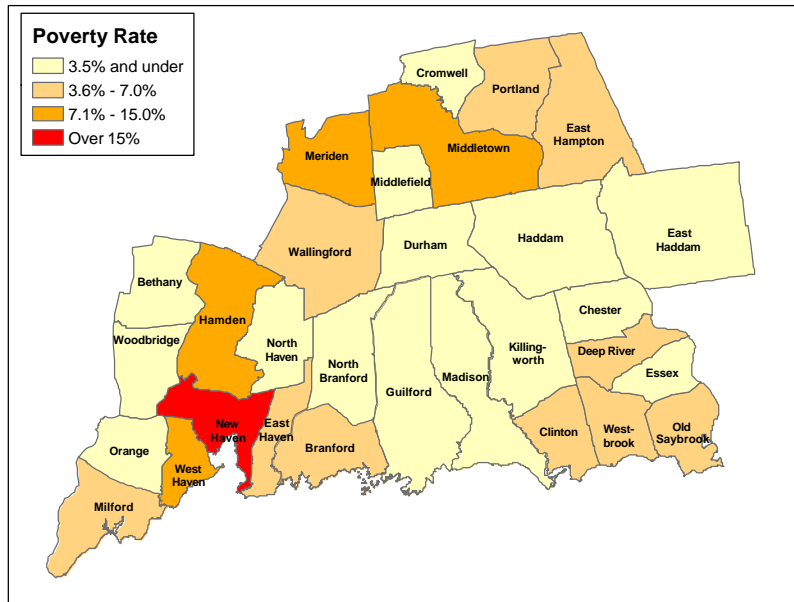 Poverty Rate
3.5% and under
3.6% - 7.0%
7.1% - 15.0%
Over 15%
Cromwell
Portland
East
Hampton
Meriden
Middletown
Middlefield
Wallingford
Durham
Haddam
East
Haddam
Bethany
Hamden
Woodbridge
North
Haven
North
Branford
Guilford
Madison
Killing-
worth
Chester
Deep River
Essex
Orange
New
Haven
East
Haven
West
Haven
Branford
Clinton
West-
brook
Old
Saybrook
Milford